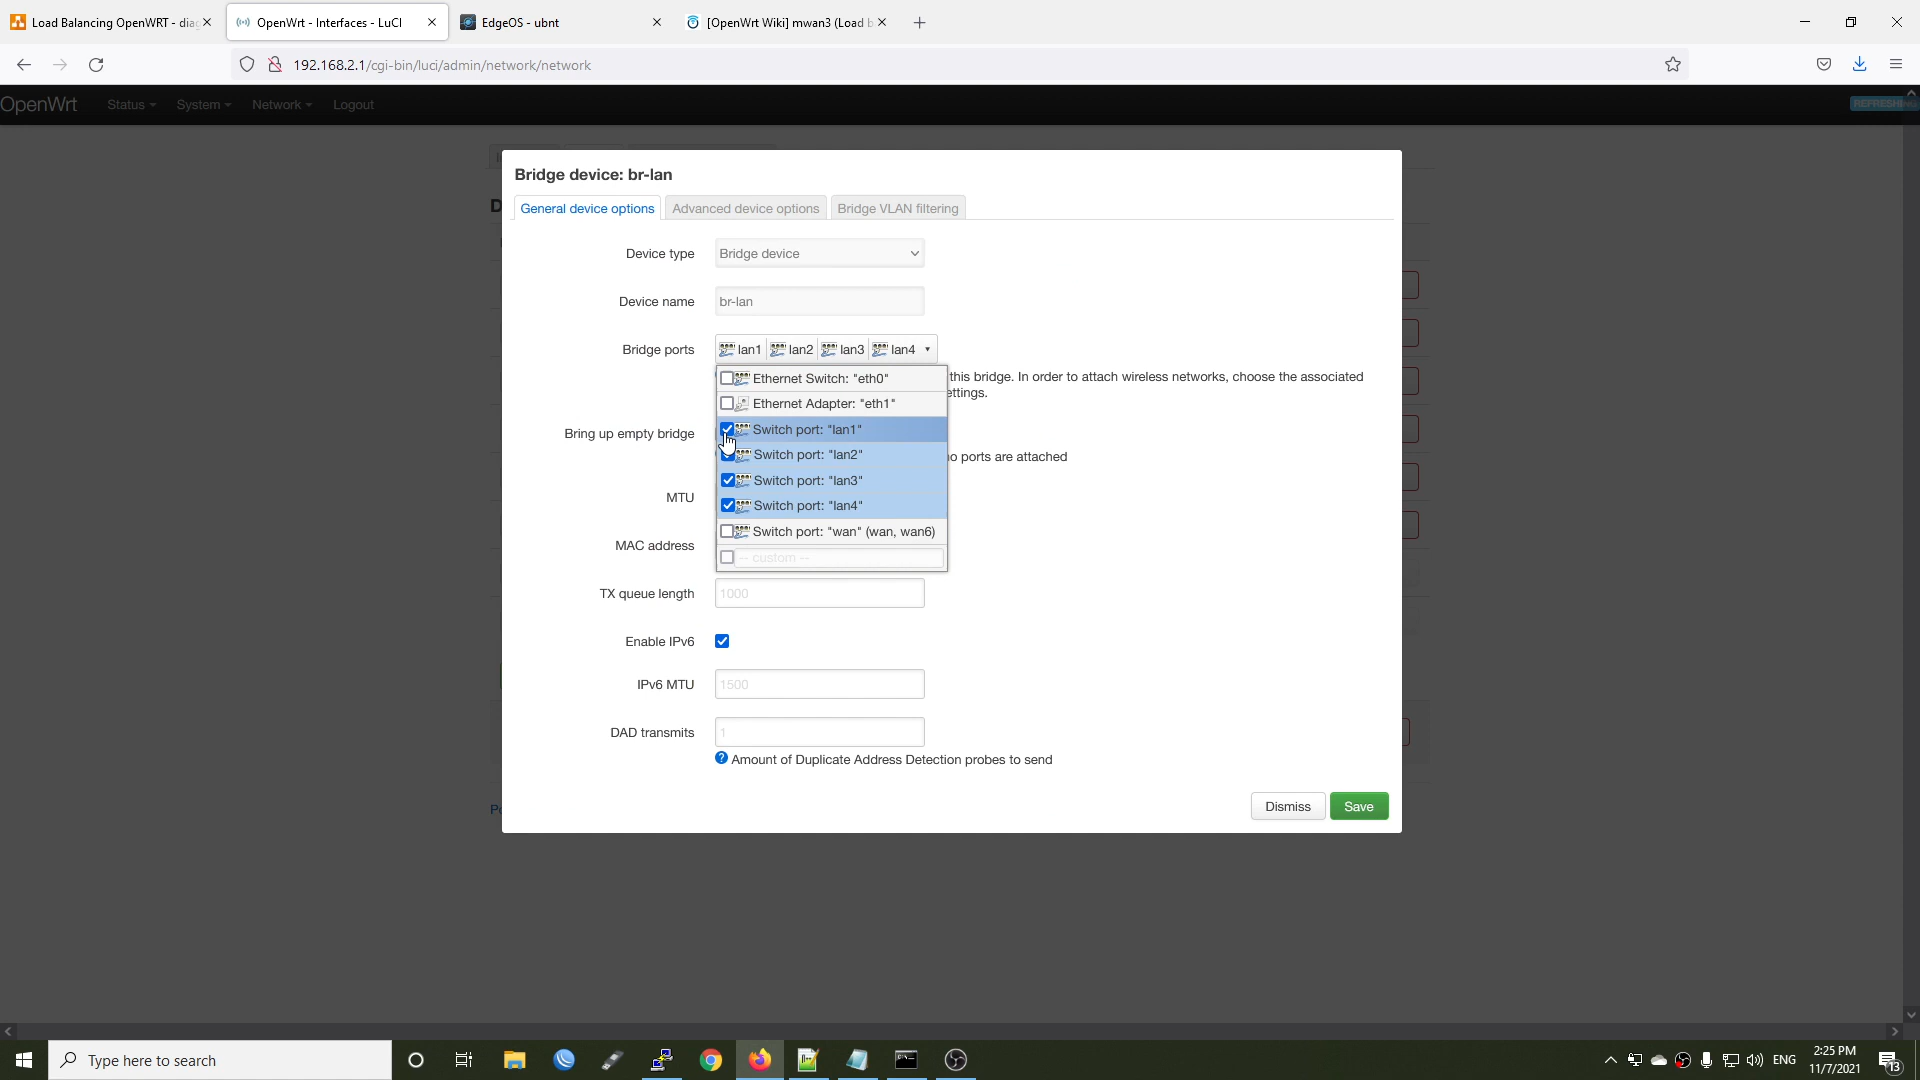 Load Balancing OpenWRT - diag
OpenWrt - Interfaces - LuCI
EdgeOS - ubnt
[OpenWrt Wiki] mwan3 (Load b
192.168.2.1/cgi-bin/luci/admin/network/network
OpenWrt Status System Network Logout REFRESHING
Bridge device: br-lan
General device options Advanced device options Bridge VLAN filtering
Device type Bridge device
Device name br-lan
Bridge ports lan1 lan2 lan3 lan4
Ethernet Switch: "eth0" this bridge. In order to attach wireless networks, choose the associated
ettings.
Ethernet Adapter: "eth1"
Bring up empty bridge Switch port: "lan1"
Switch port: "lan2" no ports are attached
Switch port: "lan3"
MTU
Switch port: "lan4"
Switch port: "wan" (wan, wan6)
MAC address
-- custom --
TX queue length 1000
Enable IPv6
IPv6 MTU 1500
DAD transmits 1
Amount of Duplicate Address Detection probes to send
Dismiss Save
Type here to search
ENG
2:25 PM
11/7/2021
13